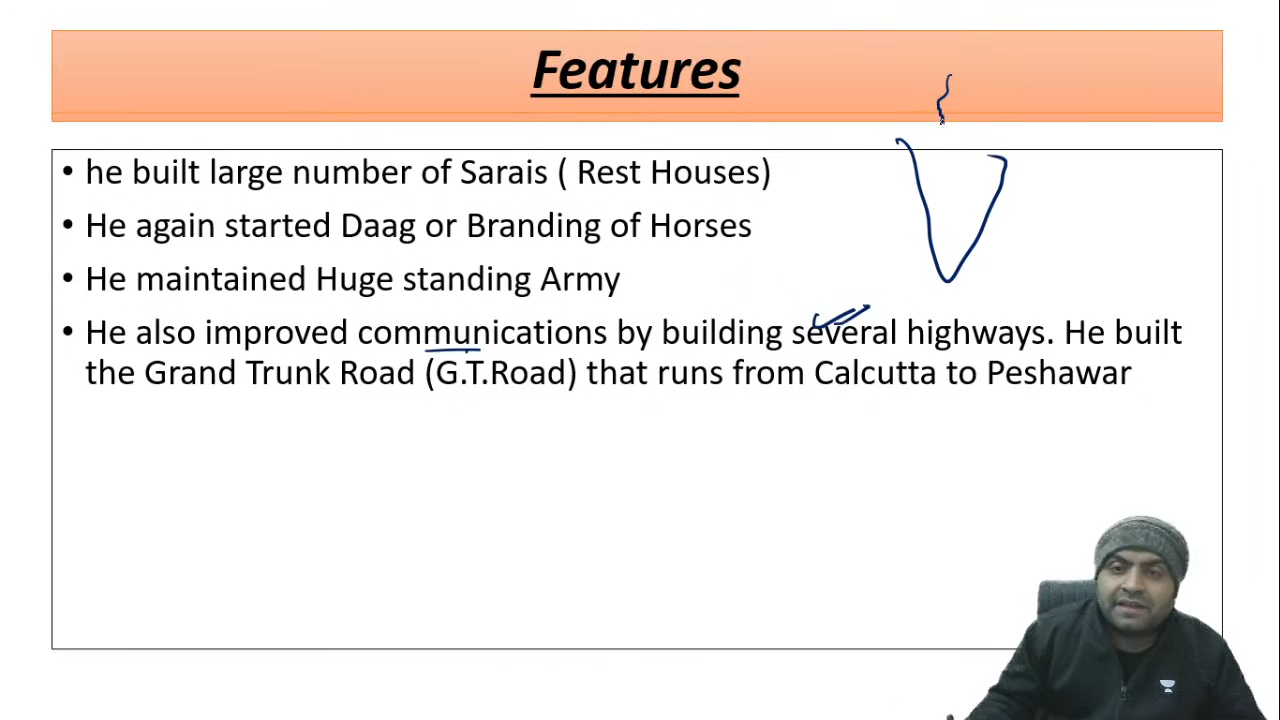 Features
• he built large number of Sarais ( Rest Houses)
• He again started Daag or Branding of Horses
• He maintained Huge standing Army
• He also improved communications by building several highways. He built
the Grand Trunk Road (G.T.Road) that runs from Calcutta to Peshawar